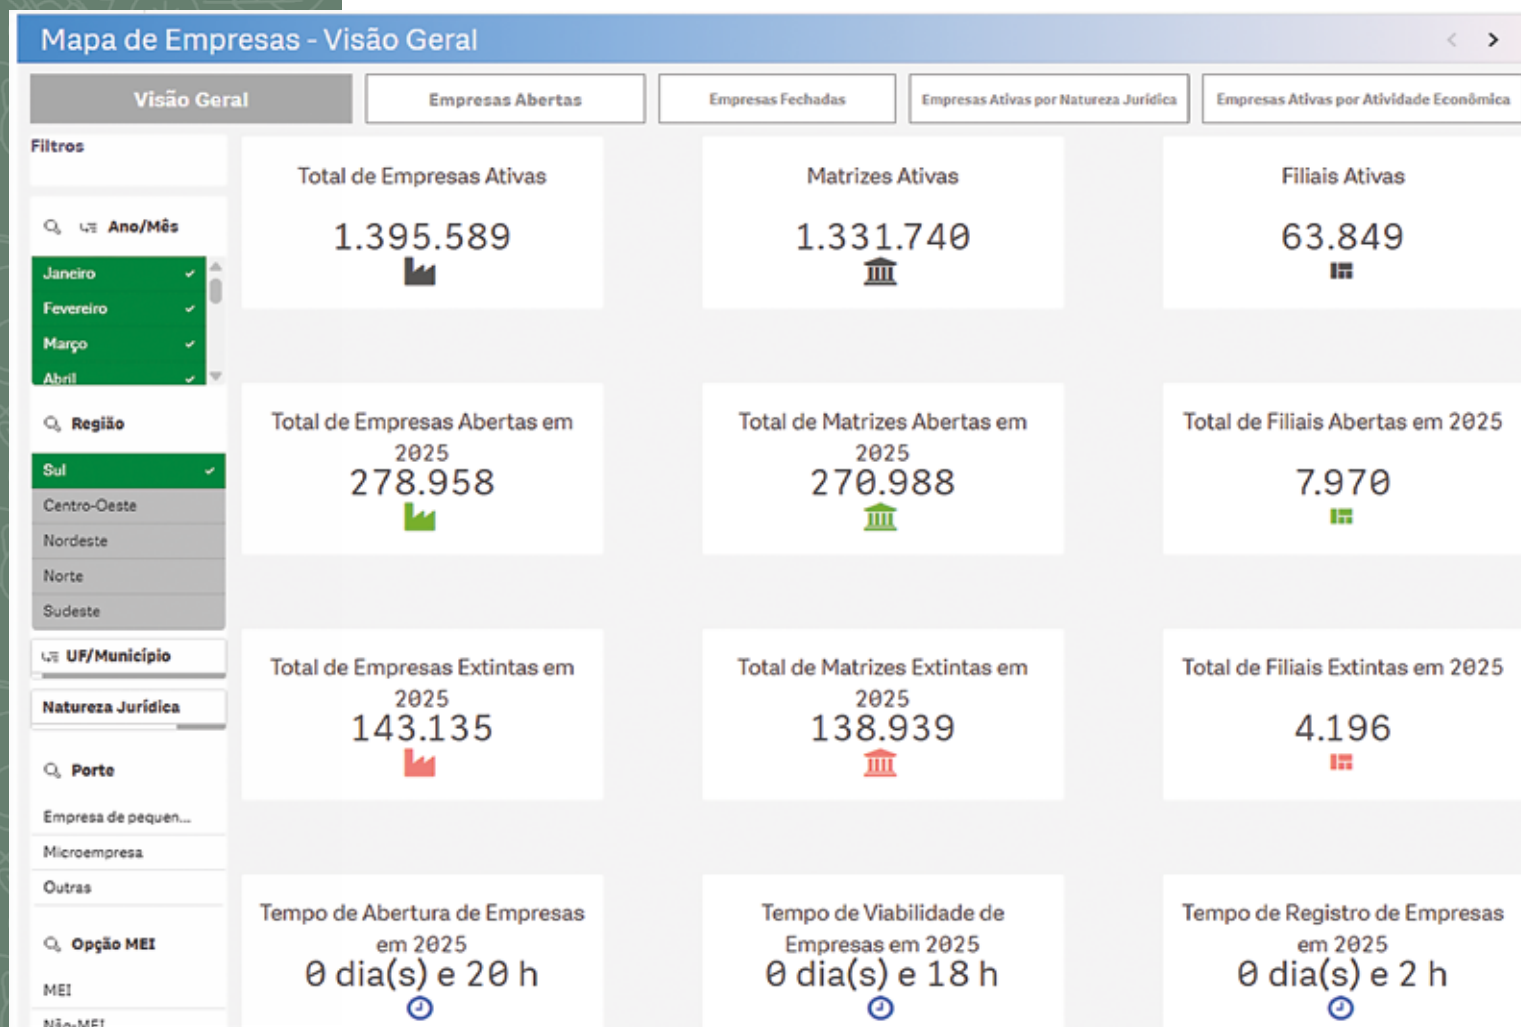 Mapa de Empresas - Visão Geral
Visão Geral
Empresas Abertas
Empresas Fechadas
Empresas Ativas por Natureza Jurídica
Empresas Ativas por Atividade Econômica
Filtros
Ano/Mês
Janeiro
Fevereiro
Março
Abril
Região
Sul
Centro-Oeste
Nordeste
Norte
Sudeste
UF/Município
Natureza Jurídica
Porte
Empresa de pequen...
Microempresa
Outras
Opção MEI
MEI
Não-MEI
Total de Empresas Ativas
1.395.589
Matrizes Ativas
1.331.740
Filiais Ativas
63.849
Total de Empresas Abertas em
2025
278.958
Total de Matrizes Abertas em
2025
270.988
Total de Filiais Abertas em 2025
7.970
Total de Empresas Extintas em
2025
143.135
Total de Matrizes Extintas em
2025
138.939
Total de Filiais Extintas em 2025
4.196
Tempo de Abertura de Empresas
em 2025
0 dia(s) e 20 h
Tempo de Viabilidade de
Empresas em 2025
0 dia(s) e 18 h
Tempo de Registro de Empresas
em 2025
0 dia(s) e 2 h